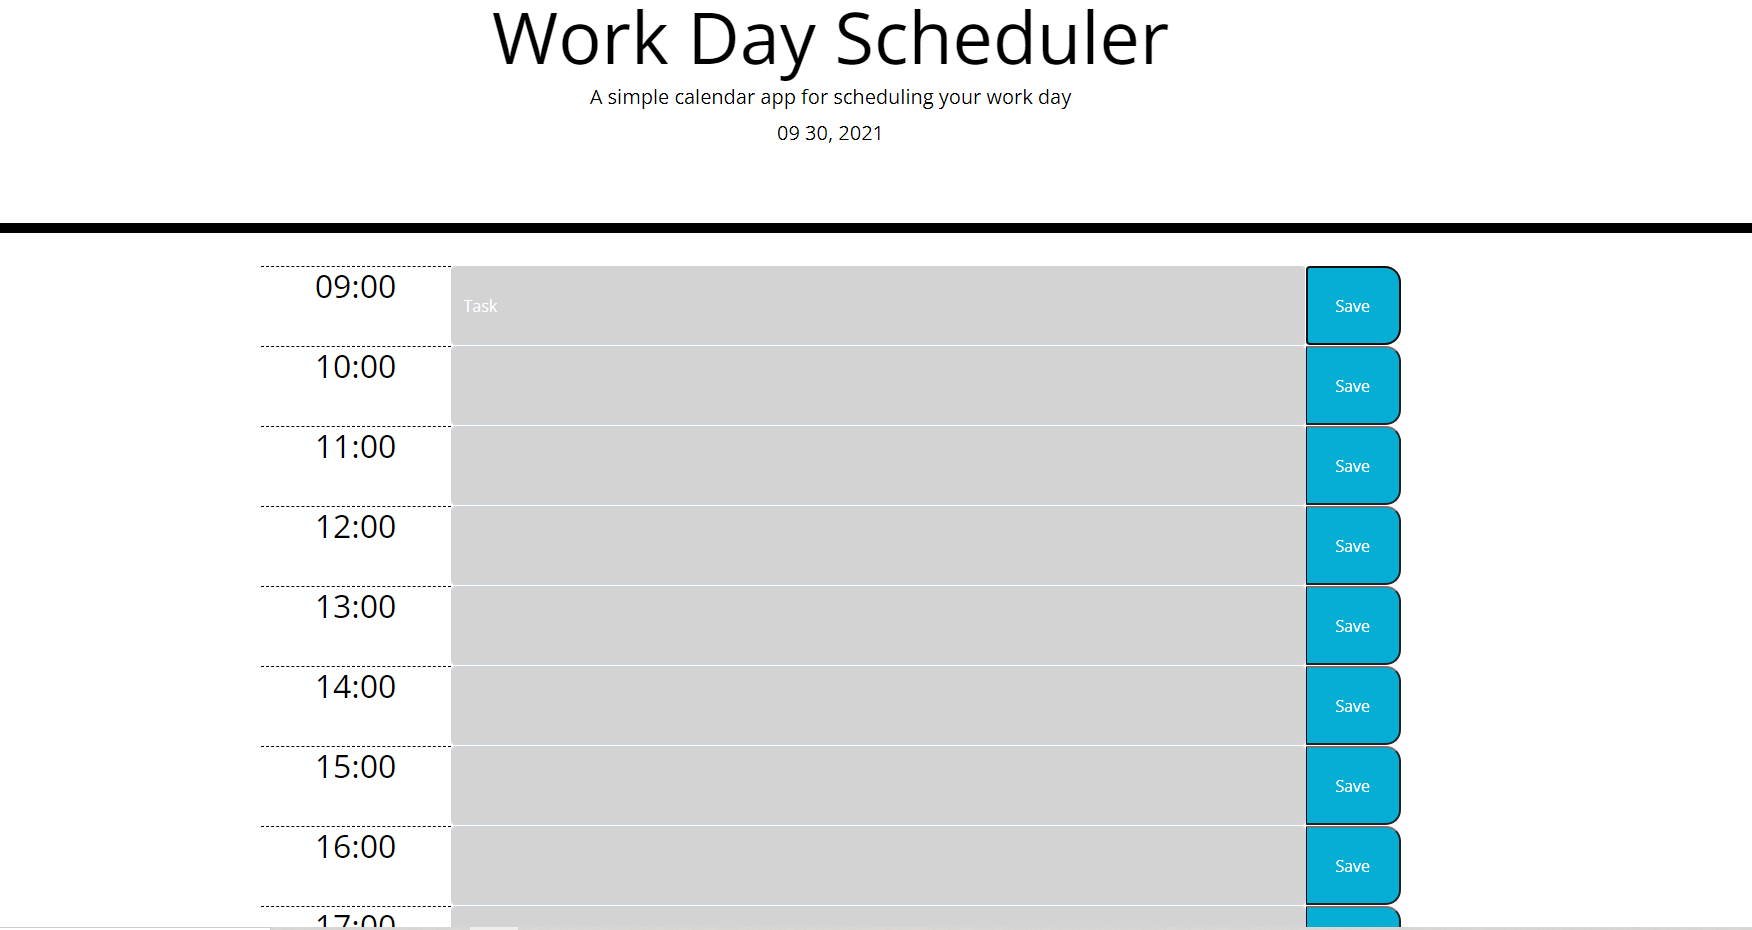 Work Day Scheduler
A simple calendar app for scheduling your work day
09 30, 2021
09:00 Task Save
10:00 Save
11:00 Save
12:00 Save
13:00 Save
14:00 Save
15:00 Save
16:00 Save
17:00